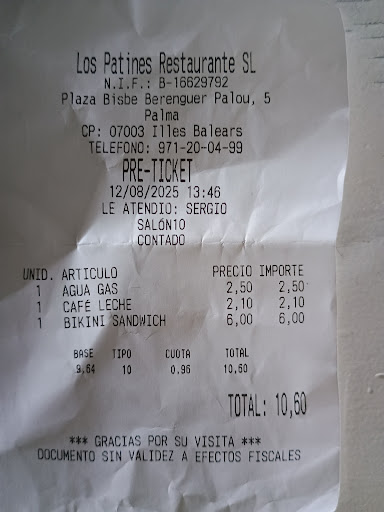 Los Patines Restaurante SL
N.I.F.: B-16629792
Plaza Bisbe Berenguer Palou, 5
Palma
CP: 07003 Illes Balears
TELEFONO: 971-20-04-99
PRE-TICKET
12/08/2025 13:46
LE ATENDIO: SERGIO
SALÓN10
CONTADO
UNID. ARTICULO PRECIO IMPORTE
1 AGUA GAS 2,50 2,50
1 CAFÉ LECHE 2,10 2,10
1 BIKINI SANDWICH 6,00 6,00
BASE TIPO CUOTA TOTAL
9,64 10 0,96 10,60
TOTAL: 10,60
*** GRACIAS POR SU VISITA ***
DOCUMENTO SIN VALIDEZ A EFECTOS FISCALES